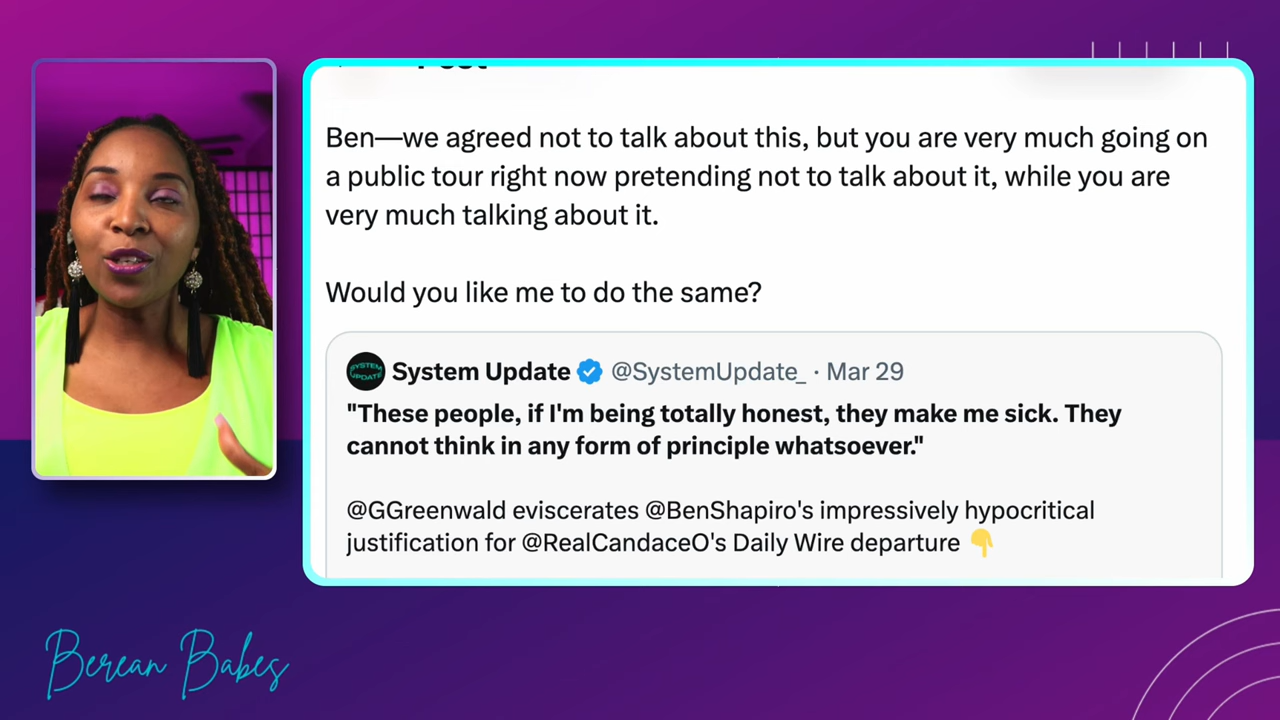 Ben—we agreed not to talk about this, but you are very much going on
a public tour right now pretending not to talk about it, while you are
very much talking about it.
Would you like me to do the same?
SYSTEM
UPDATE
System Update @SystemUpdate_ · Mar 29
"These people, if I'm being totally honest, they make me sick. They
cannot think in any form of principle whatsoever."
@GGreenwald eviscerates @BenShapiro's impressively hypocritical
justification for @RealCandaceO's Daily Wire departure 👇
Berean Babes